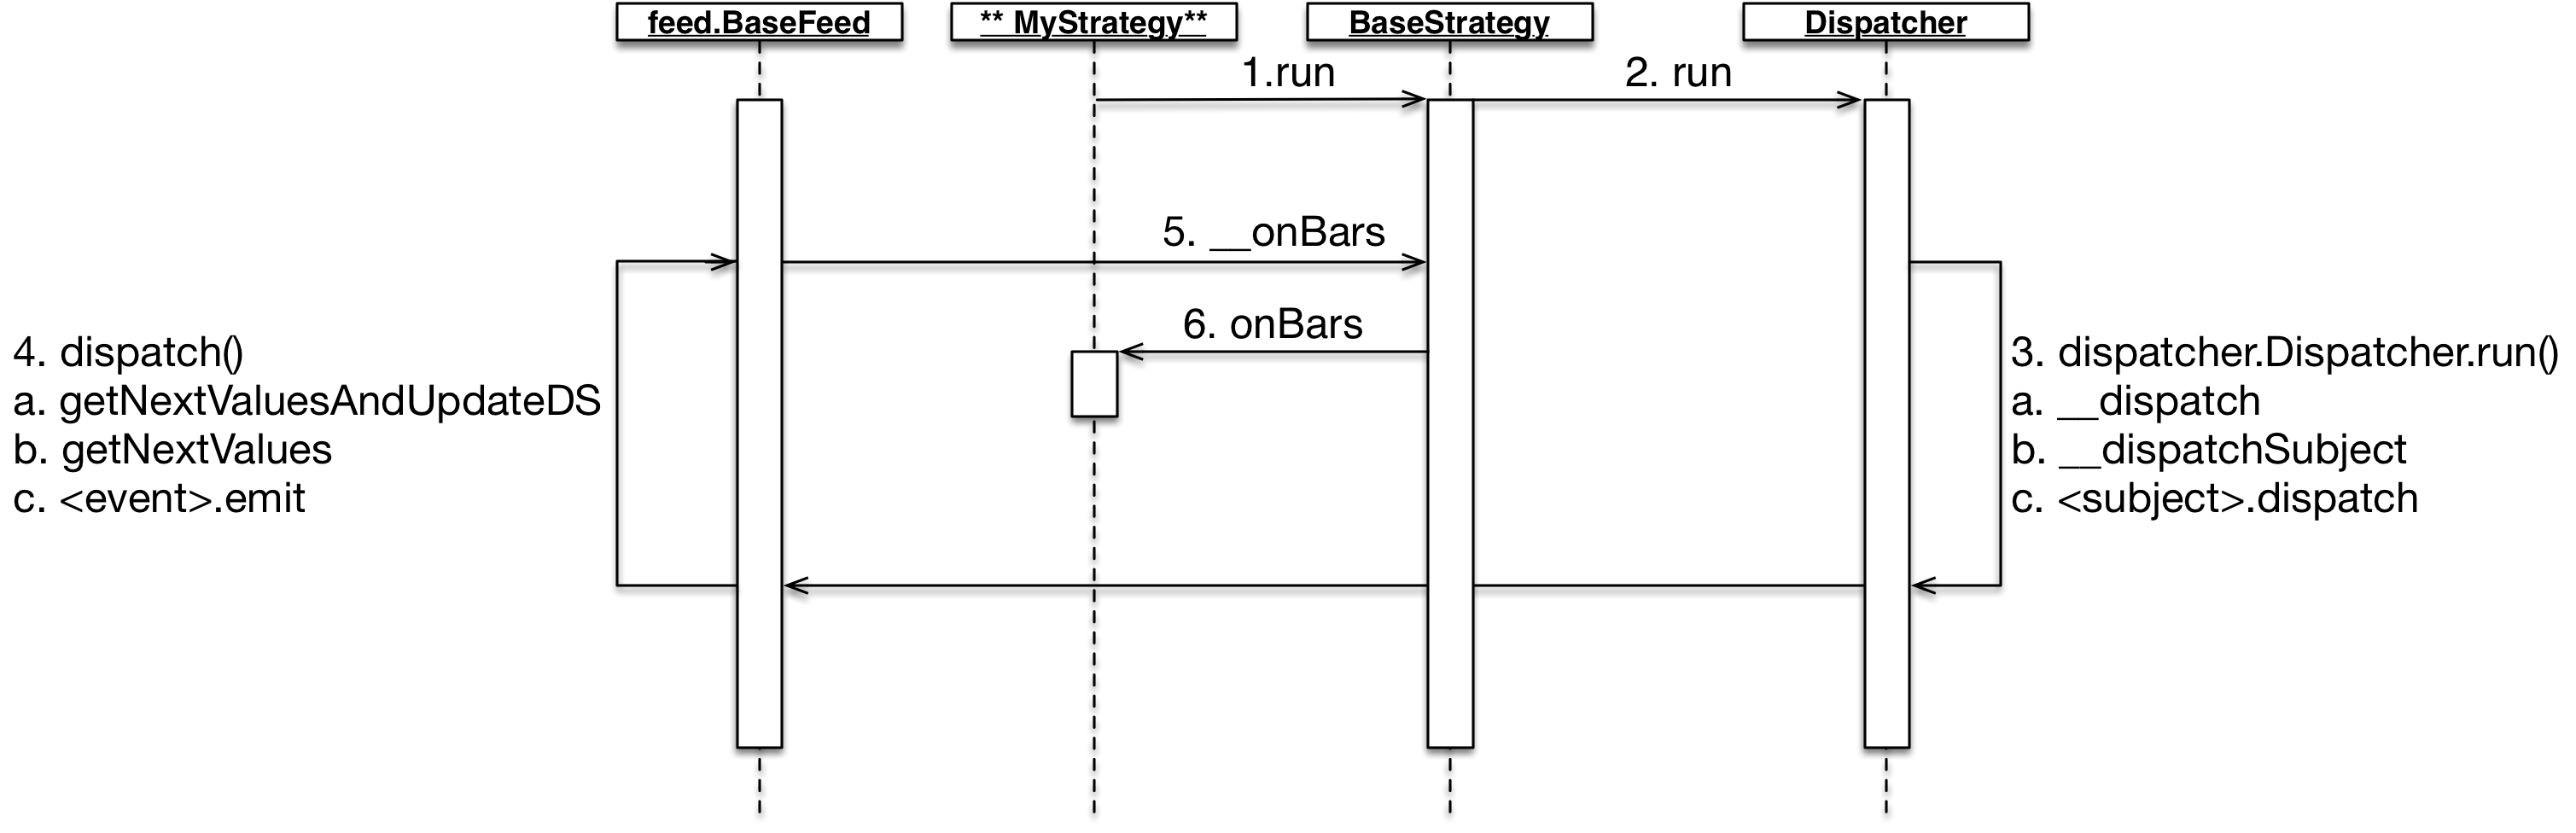 feed.BaseFeed
** MyStrategy**
BaseStrategy
Dispatcher
1.run
2. run
5. __onBars
6. onBars
4. dispatch()
a. getNextValuesAndUpdateDS
b. getNextValues
c. <event>.emit
3. dispatcher.Dispatcher.run()
a. __dispatch
b. __dispatchSubject
c. <subject>.dispatch